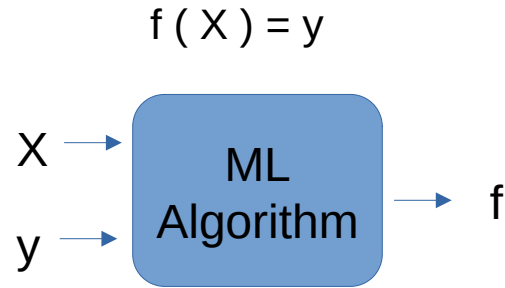 f ( X ) = y
X
ML
Algorithm
f
y